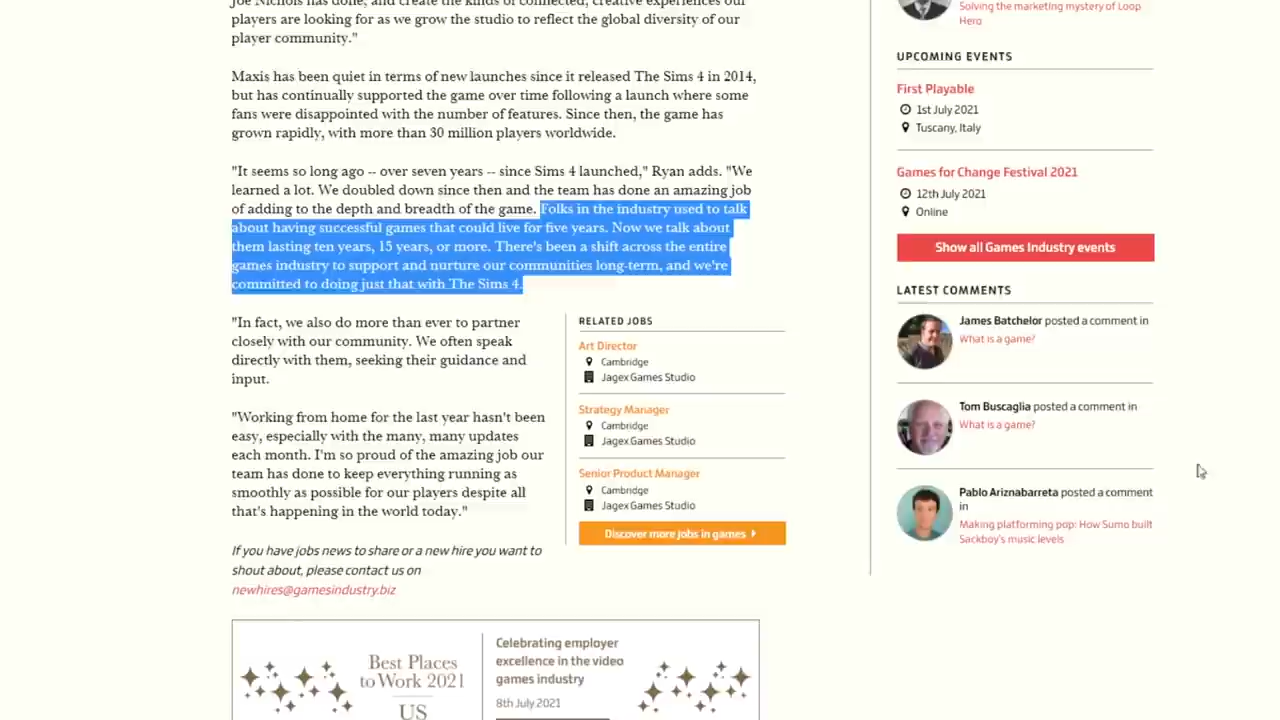 Joe Nichols has done, and create the kinds of connected, creative experiences our
players are looking for as we grow the studio to reflect the global diversity of our
player community."
Maxis has been quiet in terms of new launches since it released The Sims 4 in 2014,
but has continually supported the game over time following a launch where some
fans were disappointed with the number of features. Since then, the game has
grown rapidly, with more than 30 million players worldwide.
"It seems so long ago -- over seven years -- since Sims 4 launched," Ryan adds. "We
learned a lot. We doubled down since then and the team has done an amazing job
of adding to the depth and breadth of the game. Folks in the industry used to talk
about having successful games that could live for five years. Now we talk about
them lasting ten years, 15 years, or more. There's been a shift across the entire
games industry to support and nurture our communities long-term, and we're
committed to doing just that with The Sims 4.
"In fact, we also do more than ever to partner
closely with our community. We often speak
directly with them, seeking their guidance and
input.
"Working from home for the last year hasn't been
easy, especially with the many, many updates
each month. I'm so proud of the amazing job our
team has done to keep everything running as
smoothly as possible for our players despite all
that's happening in the world today."
If you have jobs news to share or a new hire you want to
shout about, please contact us on
newhires@gamesindustry.biz
RELATED JOBS
Art Director
Cambridge
Jagex Games Studio
Strategy Manager
Cambridge
Jagex Games Studio
Senior Product Manager
Cambridge
Jagex Games Studio
Discover more jobs in games
Best Places
to Work 2021
US
Celebrating employer
excellence in the video
games industry
8th July 2021
Solving the marketing mystery of Loop
Hero
UPCOMING EVENTS
First Playable
1st July 2021
Tuscany, Italy
Games for Change Festival 2021
12th July 2021
Online
Show all Games Industry events
LATEST COMMENTS
James Batchelor posted a comment in
What is a game?
Tom Buscaglia posted a comment in
What is a game?
Pablo Ariznabarreta posted a comment
in
Making platforming pop: How Sumo built
Sackboy's music levels